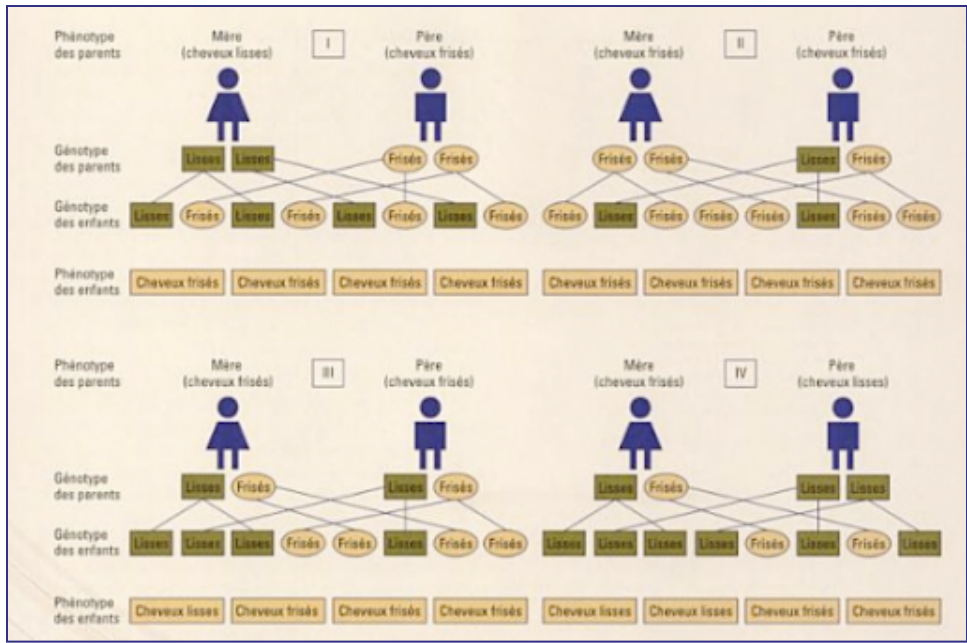 Phénotype des parents
Mère (cheveux lisses)
I
Père (cheveux frisés)
Mère (cheveux frisés)
II
Père (cheveux frisés)
Génotype des parents
Lisses Lisses Frisés Frisés Frisés Frisés Lisses Frisés
Génotype des enfants
Lisses Frisés Lisses Frisés Lisses Frisés Lisses Frisés Frisés Lisses Frisés Frisés Frisés Lisses Frisés Frisés
Phénotype des enfants
Cheveux frisés Cheveux frisés Cheveux frisés Cheveux frisés Cheveux frisés Cheveux frisés Cheveux frisés Cheveux frisés
Phénotype des parents
Mère (cheveux frisés)
III
Père (cheveux frisés)
Mère (cheveux frisés)
IV
Père (cheveux lisses)
Génotype des parents
Lisses Frisés Lisses Frisés Lisses Frisés Lisses Lisses
Génotype des enfants
Lisses Lisses Lisses Frisés Frisés Lisses Frisés Frisés Lisses Lisses Lisses Lisses Frisés Lisses Frisés Lisses
Phénotype des enfants
Cheveux lisses Cheveux frisés Cheveux frisés Cheveux frisés Cheveux lisses Cheveux lisses Cheveux frisés Cheveux frisés